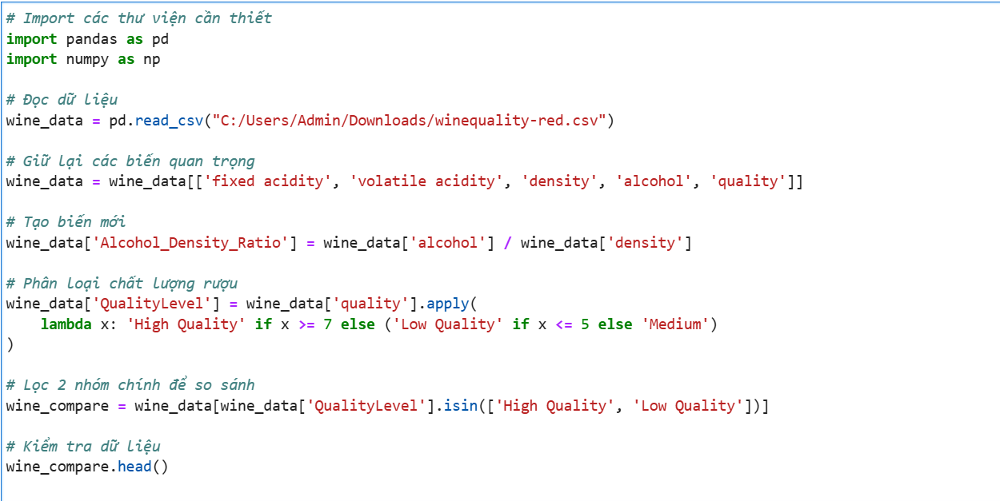 # Import các thư viện cần thiết
import pandas as pd
import numpy as np
# Đọc dữ liệu
wine_data = pd.read_csv("C:/Users/Admin/Downloads/winequality-red.csv")
# Giữ lại các biến quan trọng
wine_data = wine_data[['fixed acidity', 'volatile acidity', 'density', 'alcohol', 'quality']]
# Tạo biến mới
wine_data['Alcohol_Density_Ratio'] = wine_data['alcohol'] / wine_data['density']
# Phân loại chất lượng rượu
wine_data['QualityLevel'] = wine_data['quality'].apply(
    lambda x: 'High Quality' if x >= 7 else ('Low Quality' if x <= 5 else 'Medium')
)
# Lọc 2 nhóm chính để so sánh
wine_compare = wine_data[wine_data['QualityLevel'].isin(['High Quality', 'Low Quality'])]
# Kiểm tra dữ liệu
wine_compare.head()